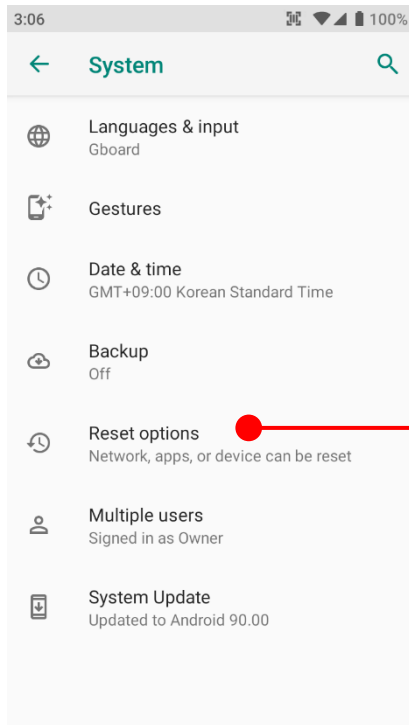 3:06
100%
System
Languages & input
Gboard
Gestures
Date & time
GMT+09:00 Korean Standard Time
Backup
Off
Reset options
Network, apps, or device can be reset
Multiple users
Signed in as Owner
System Update
Updated to Android 90.00